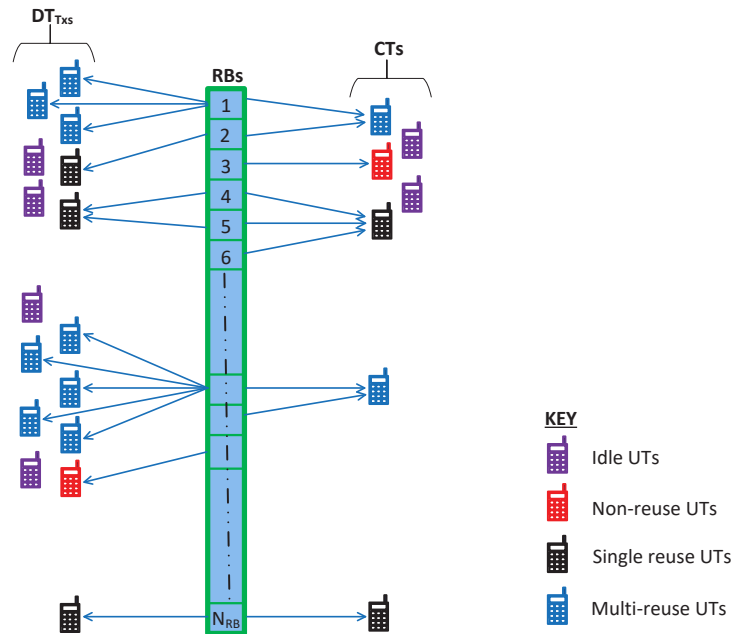 DTTxs
RBs
CTs
1
2
3
4
5
6
NRB
KEY
Idle UTs
Non-reuse UTs
Single reuse UTs
Multi-reuse UTs